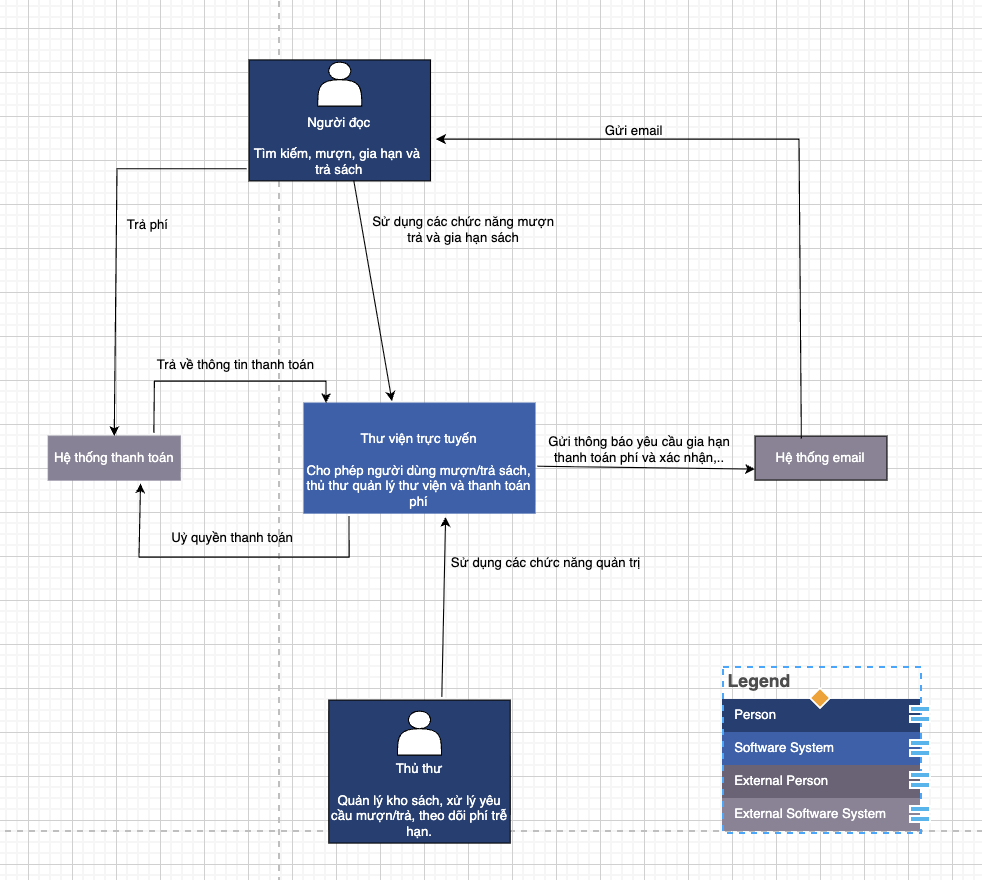 Người đọc
Tìm kiếm, mượn, gia hạn và
trả sách
Gửi email
Trả phí
Sử dụng các chức năng mượn
trả và gia hạn sách
Trả về thông tin thanh toán
Hệ thống thanh toán
Thư viện trực tuyến
Cho phép người dùng mượn/trả sách,
thủ thư quản lý thư viện và thanh toán
phí
Gửi thông báo yêu cầu gia hạn
thanh toán phí và xác nhận,..
Hệ thống email
Uỷ quyền thanh toán
Sử dụng các chức năng quản trị
Thủ thư
Quản lý kho sách, xử lý yêu
cầu mượn/trả, theo dõi phí trễ
hạn.
Legend
Person
Software System
External Person
External Software System